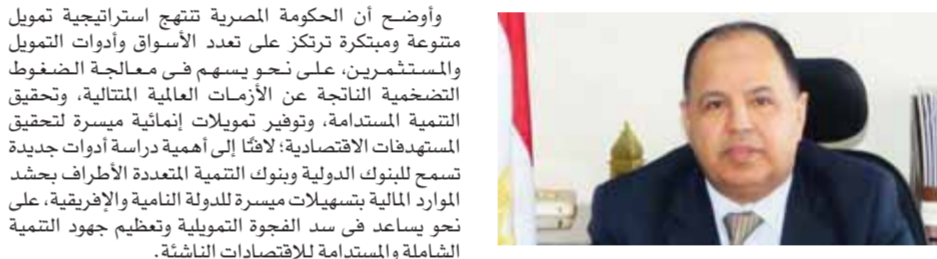 وأوضح أن الحكومة المصرية تنتهج استراتيجية تمويل
متنوعة ومبتكرة ترتكز على تعدد الأسواق وأدوات التمويل
والمستثمرين، على نحو يسهم فى معالجة الضغوط
التضخمية الناتجة عن الأزمات العالمية المتتالية، وتحقيق
التنمية المستدامة، وتوفير تمويلات إنمائية ميسرة لتحقيق
المستهدفات الاقتصادية؛ لافتًا إلى أهمية دراسة أدوات جديدة
تسمح للبنوك الدولية وبنوك التنمية المتعددة الأطراف بحشد
الموارد المالية بتسهيلات ميسرة للدولة النامية والإفريقية، على
نحو يساعد فى سد الفجوة التمويلية وتعظيم جهود التنمية
الشاملة والمستدامة للاقتصادات الناشئة.